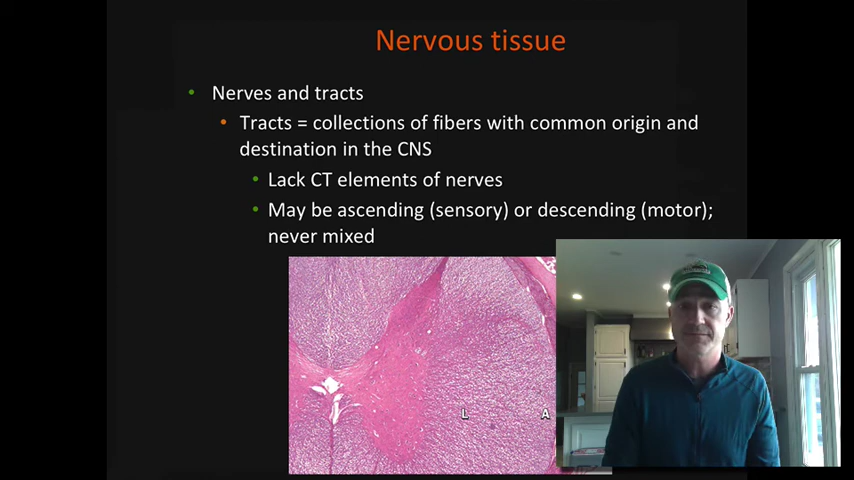 Nervous tissue
• Nerves and tracts
• Tracts = collections of fibers with common origin and
destination in the CNS
• Lack CT elements of nerves
• May be ascending (sensory) or descending (motor);
never mixed
L
A